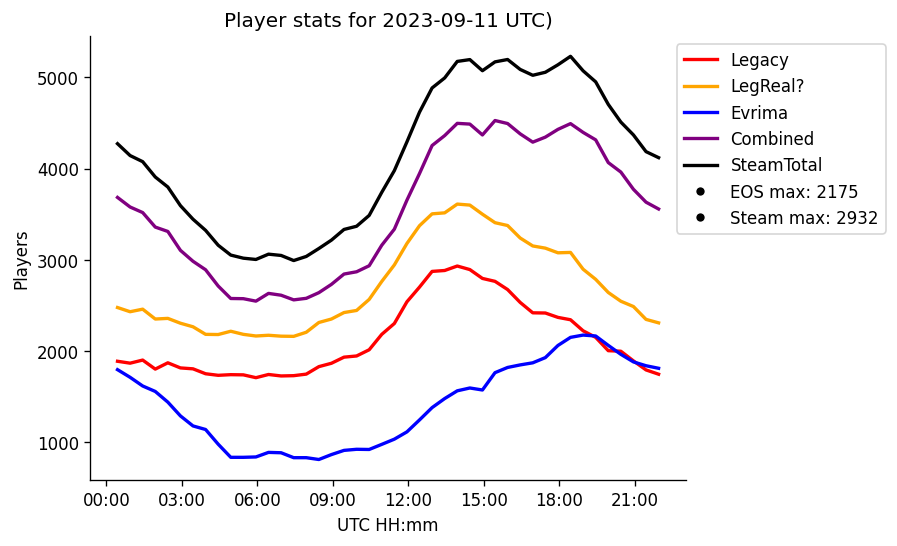 Player stats for 2023-09-11 UTC)
Players
5000
4000
3000
2000
1000
00:00 03:00 06:00 09:00 12:00 15:00 18:00 21:00
UTC HH:mm
Legacy
LegReal?
Evrima
Combined
SteamTotal
EOS max: 2175
Steam max: 2932